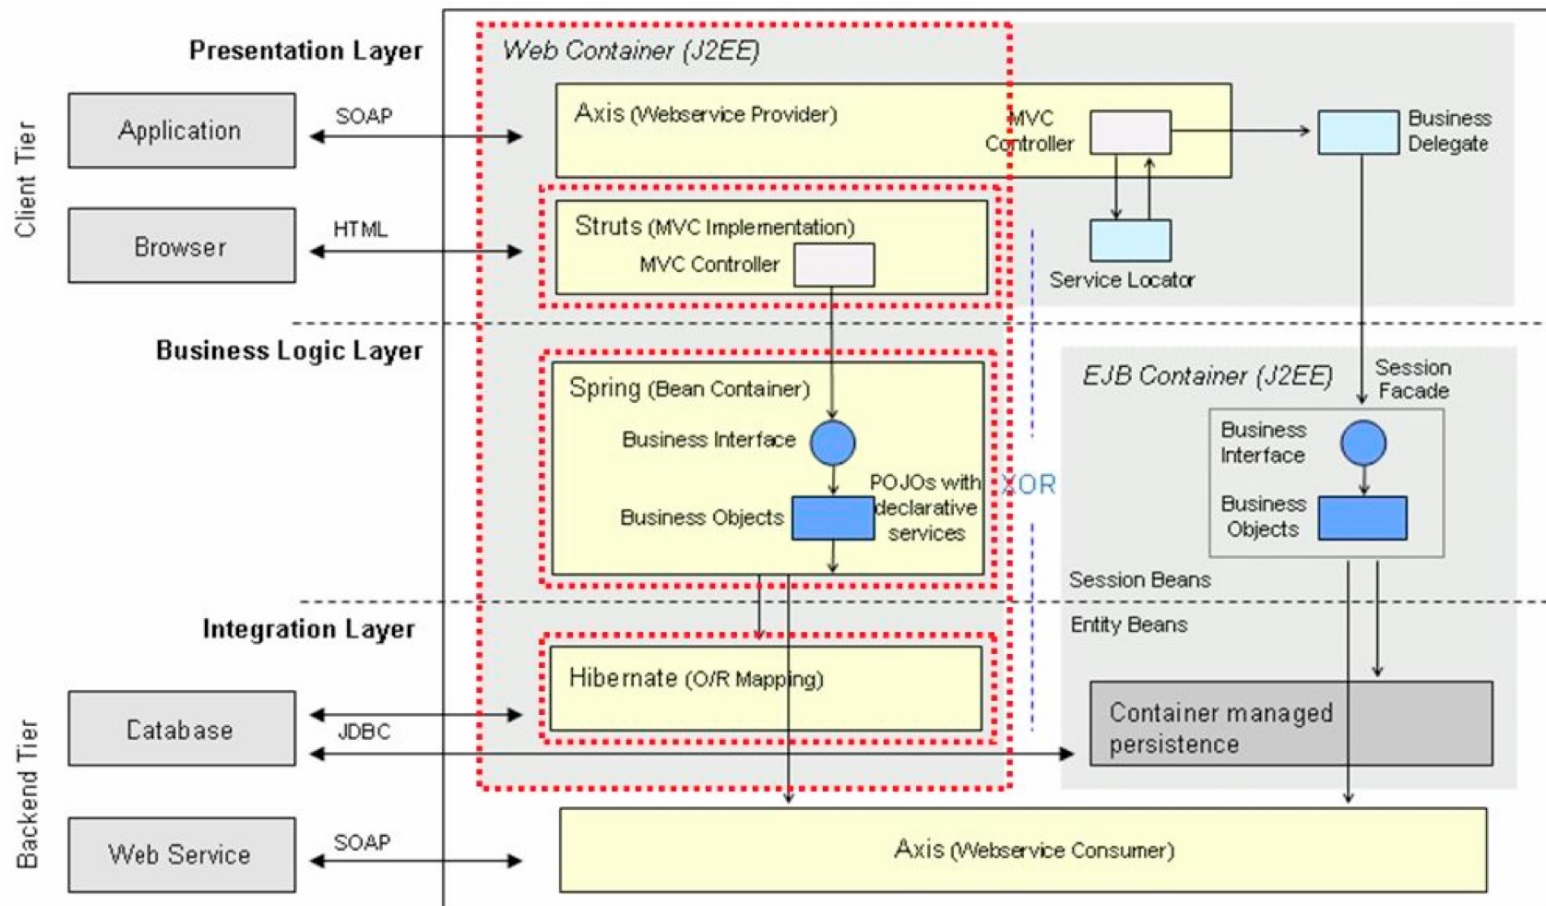 Presentation Layer
Web Container (J2EE)
Client Tier
Application
SOAP
Axis (Webservice Provider)
MVC
Controller
Business
Delegate
Browser
HTML
Struts (MVC Implementation)
MVC Controller
Service Locator
Business Logic Layer
Spring (Bean Container)
Business Interface
POJOs with
declarative
services
Business Objects
XOR
EJB Container (J2EE)
Session
Facade
Business
Interface
Business
Objects
Session Beans
Integration Layer
Entity Beans
Backend Tier
Database
JDBC
Hibernate (O/R Mapping)
Container managed
persistence
Web Service
SOAP
Axis (Webservice Consumer)